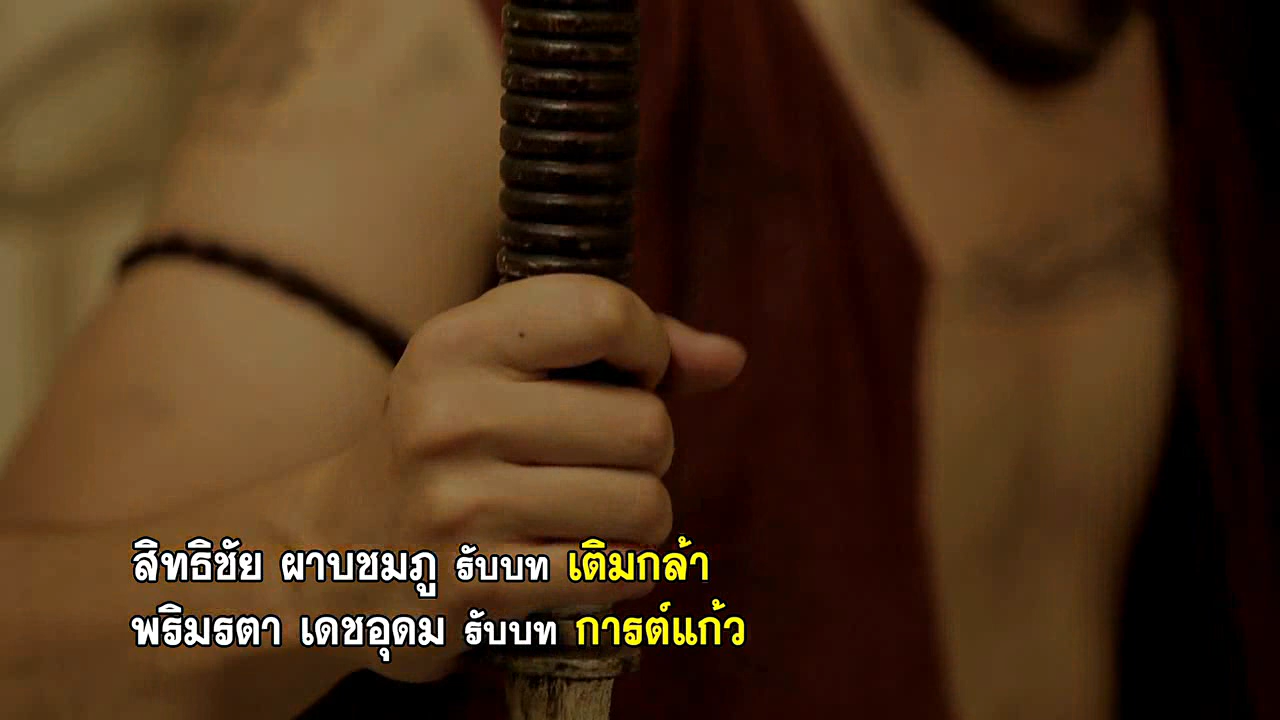 สิทธิชัย ผาบชมภู รับบท เติมกล้า
พริมรตา เดชอุดม รับบท การต์แก้ว